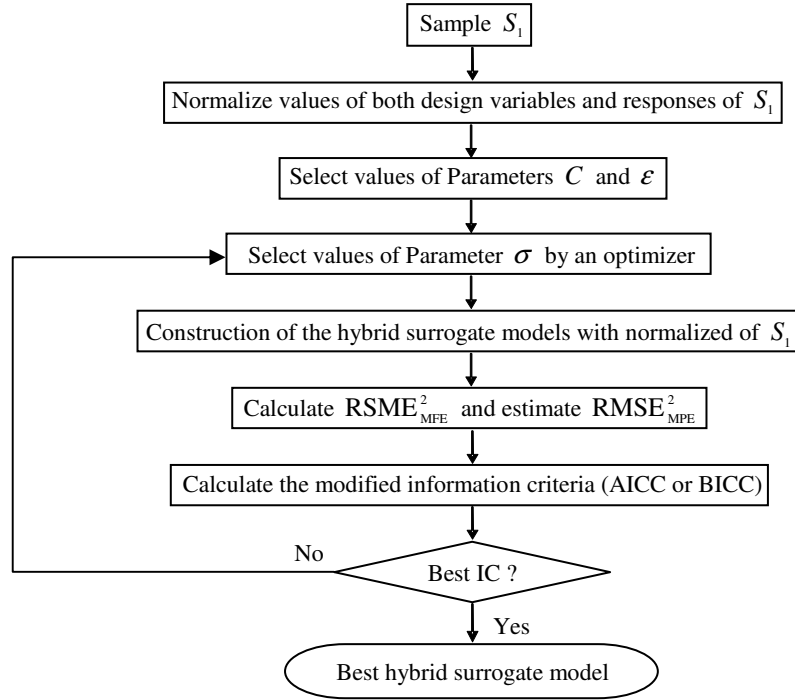 Sample S₁
Normalize values of both design variables and responses of S₁
Select values of Parameters C and ε
Select values of Parameter σ by an optimizer
Construction of the hybrid surrogate models with normalized of S₁
Calculate RSME²_MFE and estimate RMSE²_MPE
Calculate the modified information criteria (AICC or BICC)
No
Best IC ?
Yes
Best hybrid surrogate model